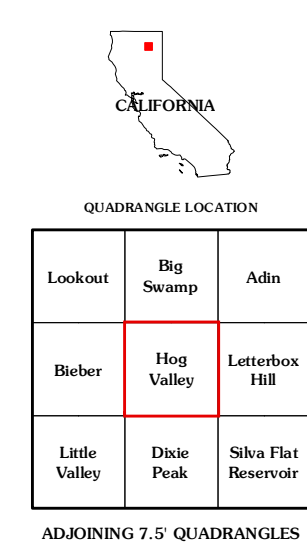 CALIFORNIA
QUADRANGLE LOCATION
Lookout
Big
Swamp
Adin
Bieber
Hog
Valley
Letterbox
Hill
Little
Valley
Dixie
Peak
Silva Flat
Reservoir
ADJOINING 7.5' QUADRANGLES